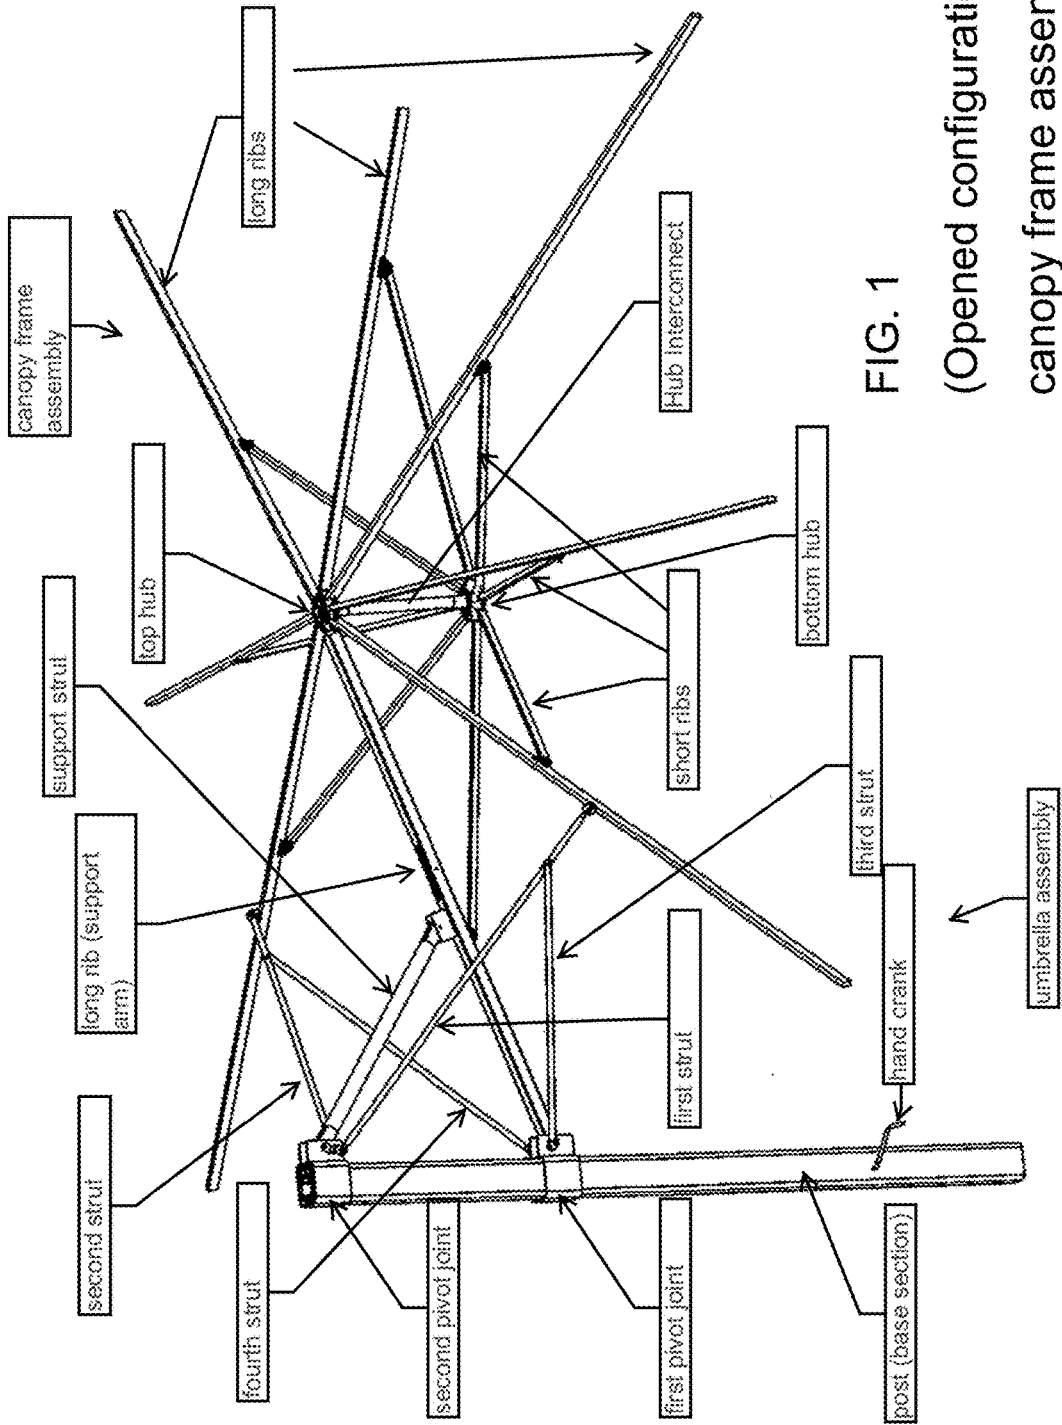 second strut
long rib (support
arm)
support strut
top hub
canopy frame
assembly
long ribs
fourth strut
second pivot joint
first pivot joint
post (base section)
first strut
hand crank
third strut
short ribs
bottom hub
Hub Interconnect
umbrella assembly
FIG. 1
(Opened
canopy frame